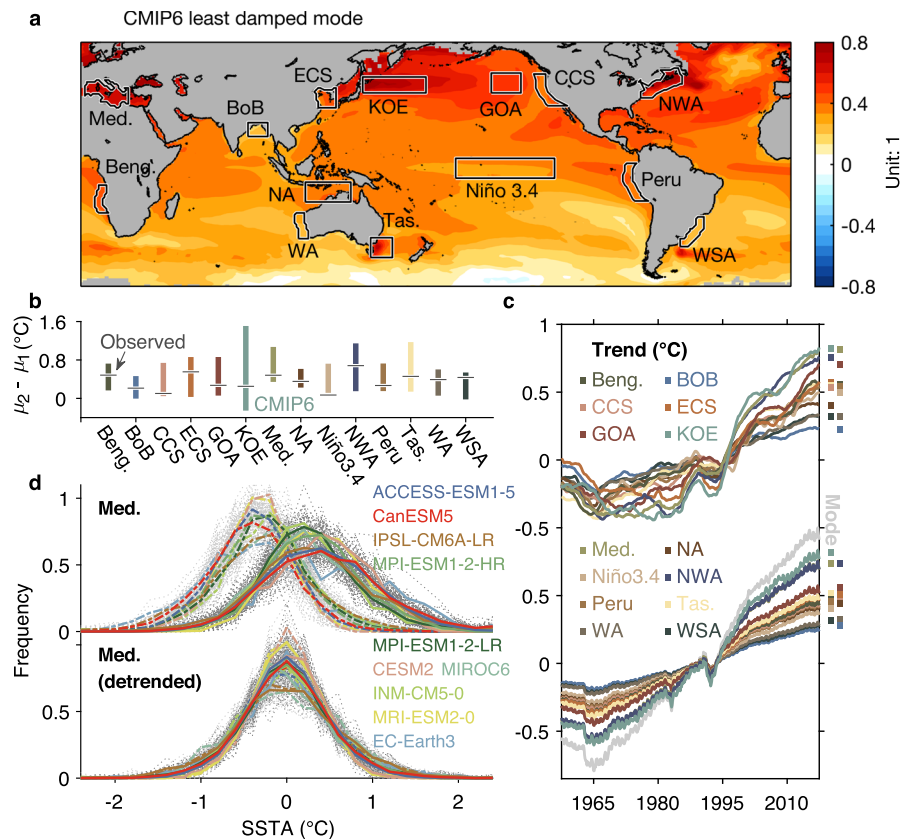 a CMIP6 least damped mode
0.8
0.4
0
-0.4
-0.8
Unit: 1
Med.
BoB
ECS
KOE
GOA
CCS
NWA
Beng.
NA
Niño 3.4
Peru
WA
Tas.
WSA
b
μ2 - μ1 (°C)
1.6
0.8
0
Observed
CMIP6
Beng.
BoB
CCS
ECS
GOA
KOE
Med.
NA
Niño3.4
NWA
Peru
Tas.
WA
WSA
c
1
0.5
0
-0.5
0.5
0
-0.5
Trend (°C)
Beng. BOB
CCS ECS
GOA KOE
Med. NA
Niño3.4 NWA
Peru Tas.
WA WSA
Mode
1965 1980 1995 2010
d
Med.
1
0.5
0
ACCESS-ESM1-5
CanESM5
IPSL-CM6A-LR
MPI-ESM1-2-HR
Frequency
Med.
(detrended)
0.5
0
MPI-ESM1-2-LR
CESM2 MIROC6
INM-CM5-0
MRI-ESM2-0
EC-Earth3
-2 -1 0 1 2
SSTA (°C)